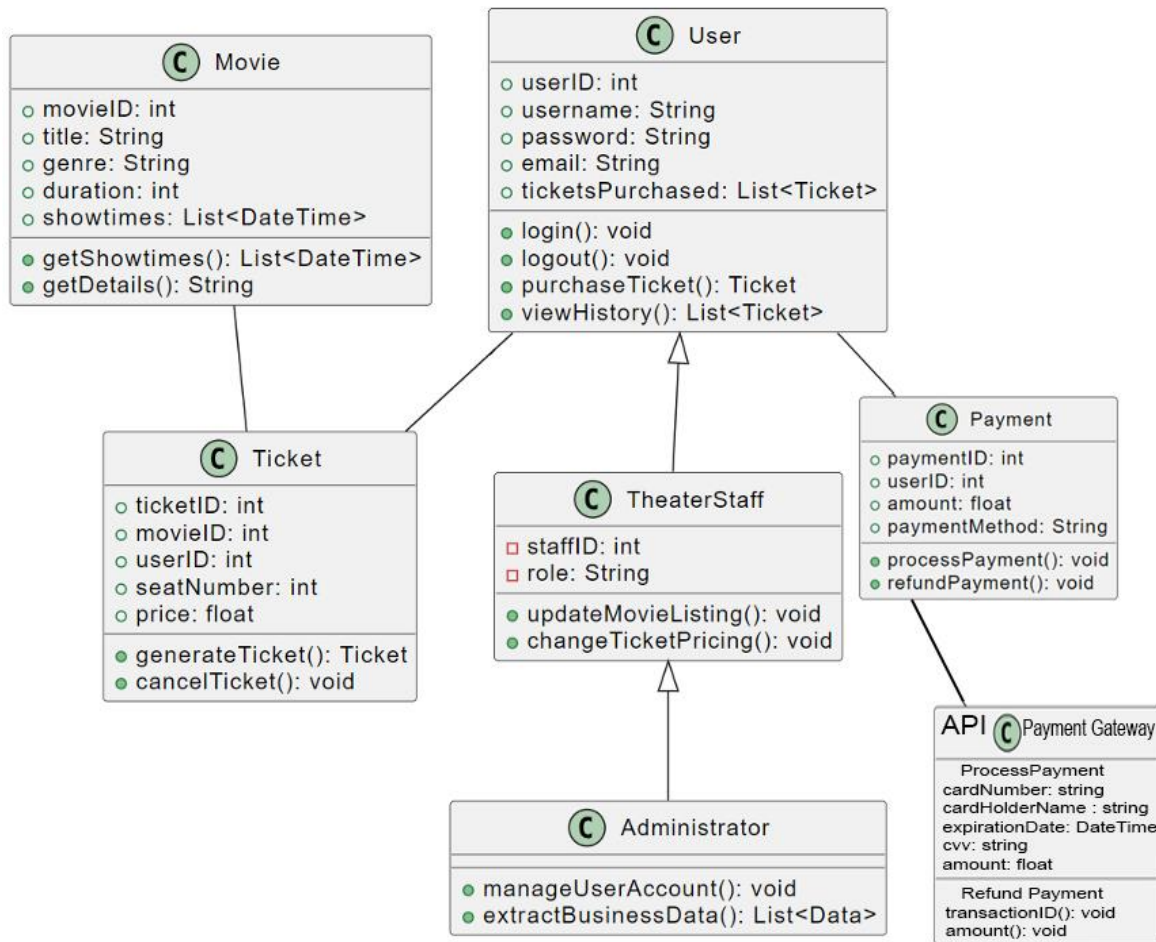 C Movie
movieID: int
title: String
genre: String
duration: int
showtimes: List<DateTime>
getShowtimes(): List<DateTime>
getDetails(): String
C User
userID: int
username: String
password: String
email: String
ticketsPurchased: List<Ticket>
login(): void
logout(): void
purchaseTicket(): Ticket
viewHistory(): List<Ticket>
C Ticket
ticketID: int
movieID: int
userID: int
seatNumber: int
price: float
generateTicket(): Ticket
cancelTicket(): void
C TheaterStaff
staffID: int
role: String
updateMovieListing(): void
changeTicketPricing(): void
C Payment
paymentID: int
userID: int
amount: float
paymentMethod: String
processPayment(): void
refundPayment(): void
C Administrator
manageUserAccount(): void
extractBusinessData(): List<Data>
API C Payment Gateway
ProcessPayment
cardNumber: string
cardHolderName : string
expirationDate: DateTime
cvv: string
amount: float
Refund Payment
transactionID(): void
amount(): void